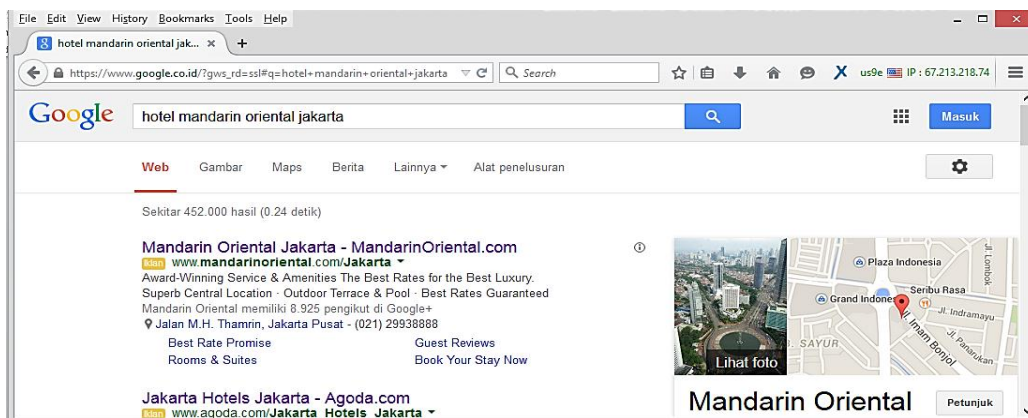 File Edit View History Bookmarks Tools Help
hotel mandarin oriental jak... ×
+
https://www.google.co.id/?gws_rd=ssl#q=hotel+mandarin+oriental+jakarta
Search
us9e IP : 67.213.218.74
Google
hotel mandarin oriental jakarta
Masuk
Web Gambar Maps Berita Lainnya Alat penelusuran
Sekitar 452.000 hasil (0.24 detik)
Mandarin Oriental Jakarta - MandarinOriental.com
Iklan www.mandarinoriental.com/Jakarta
Award-Winning Service & Amenities The Best Rates for the Best Luxury.
Superb Central Location · Outdoor Terrace & Pool · Best Rates Guaranteed
Mandarin Oriental memiliki 8.925 pengikut di Google+
Jalan M.H. Thamrin, Jakarta Pusat - (021) 29938888
Best Rate Promise Guest Reviews
Rooms & Suites Book Your Stay Now
Jakarta Hotels Jakarta - Agoda.com
Iklan www.agoda.com/Jakarta_Hotels_Jakarta
Lihat foto
Plaza Indonesia
Jl. Lombok
Seribu Rasa
Grand Indones
Jl. Indramayu
Jl. Imam Bonjol
Jl. Panarukan
SAYUR
Mandarin Oriental
Petunjuk